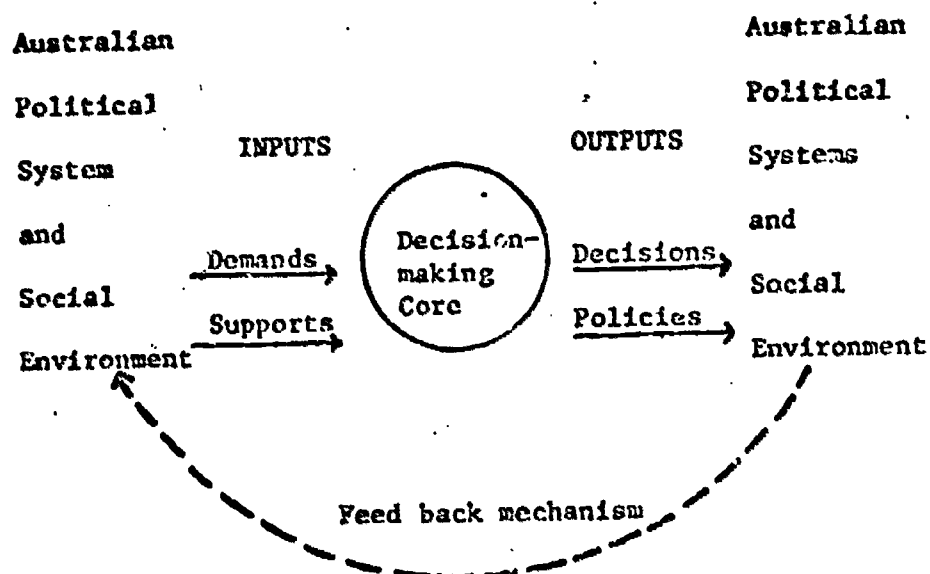 Australian
Political
System
and
Social
Environment
INPUTS
Demands
Supports
Decision-
making
Core
OUTPUTS
Decisions
Policies
Australian
Political
Systems
and
Social
Environment
Feed back mechanism